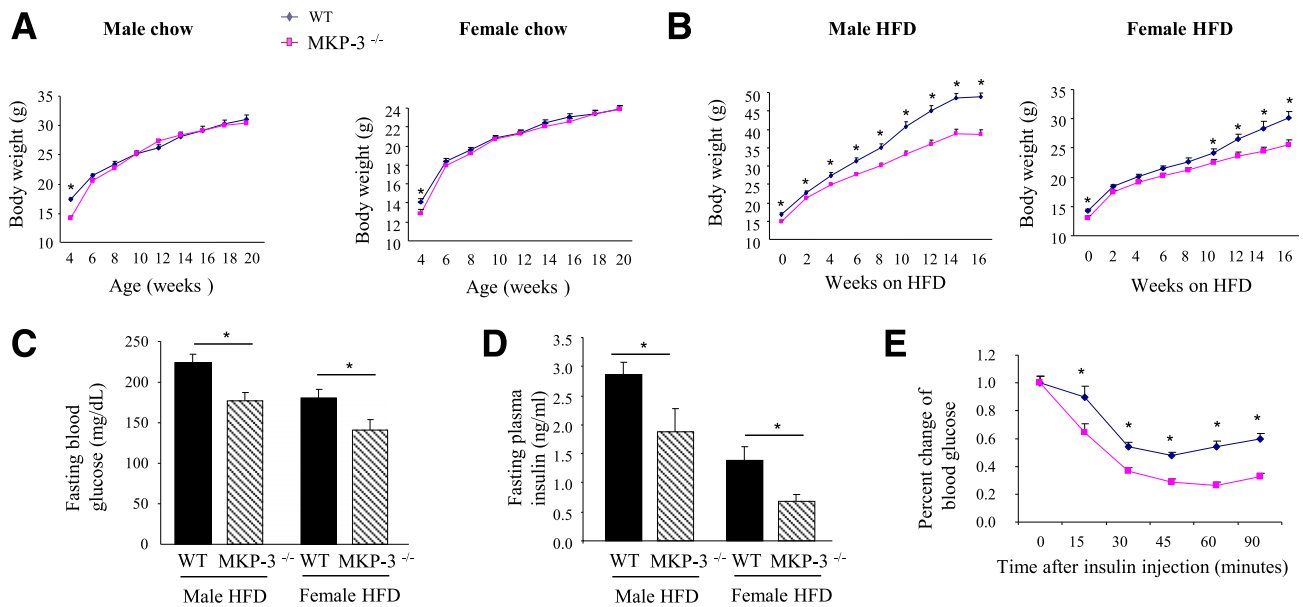 A
Male chow
WT
MKP-3 -/-
Female chow
Body weight (g)
35
30
25
20
15
10
*
4 6 8 10 12 14 16 18 20
Age (weeks )
Body weight (g)
24
22
20
18
16
14
12
10
*
4 6 8 10 12 14 16 18 20
Age (weeks)
B
Male HFD
Female HFD
Body weight (g)
50
45
40
35
30
25
20
15
10
* * * * * * * * *
0 2 4 6 8 10 12 14 16
Weeks on HFD
Body weight (g)
35
30
25
20
15
10
* * * * *
0 2 4 6 8 10 12 14 16
Weeks on HFD
C
Fasting blood
glucose (mg/dL)
250
200
150
100
50
0
*
*
WT MKP-3 -/- WT MKP-3 -/-
Male HFD Female HFD
D
Fasting plasma
insulin (ng/ml)
3.5
3.0
2.5
2.0
1.5
1.0
0.5
0.0
*
*
WT MKP-3 -/- WT MKP-3 -/-
Male HFD Female HFD
E
Percent change of
blood glucose
1.2
1.0
0.8
0.6
0.4
0.2
0.0
* * * * *
0 15 30 45 60 90
Time after insulin injection (minutes)